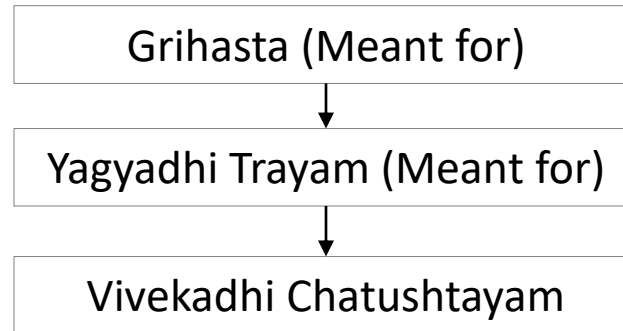 Grihasta (Meant for)
Yagyadhi Trayam (Meant for)
Vivekadhi Chatushtayam